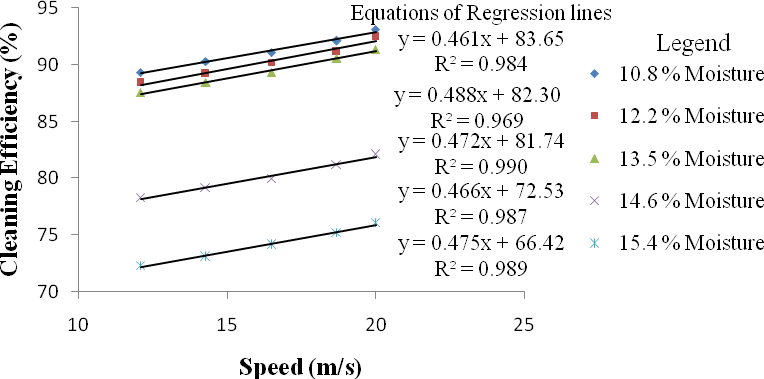 Equations of Regression lines
y = 0.461x + 83.65
R² = 0.984
y = 0.488x + 82.30
R² = 0.969
y = 0.472x + 81.74
R² = 0.990
y = 0.466x + 72.53
R² = 0.987
y = 0.475x + 66.42
R² = 0.989
Legend
10.8 % Moisture
12.2 % Moisture
13.5 % Moisture
14.6 % Moisture
15.4 % Moisture
Cleaning Efficiency (%)
95
90
85
80
75
70
10 15 20 25
Speed (m/s)